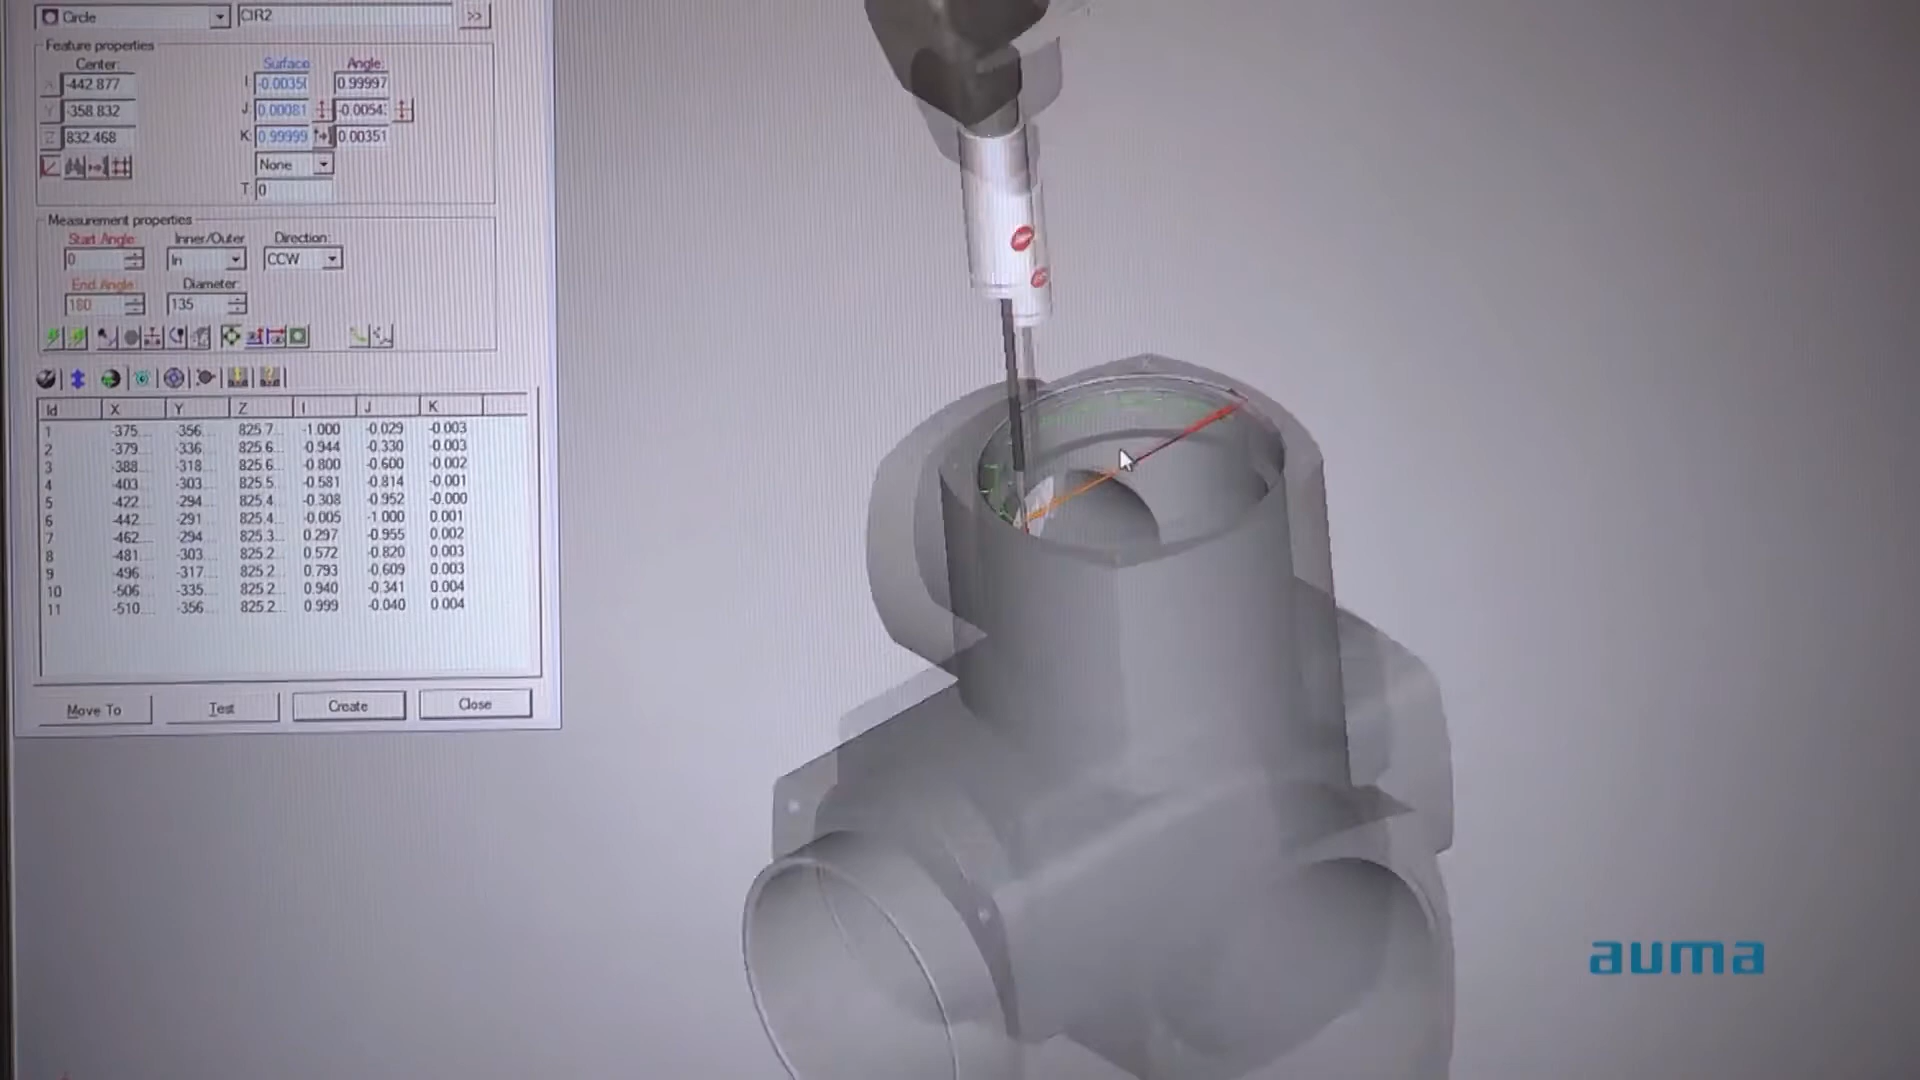 Circle CIR2 >>
Feature properties
Center: Surface Angle:
X -442.877 I: -0.0035( 0.99997
Y -358.832 J: 0.00081 -0.0054:
Z 832.468 K: 0.99999 0.00351
None
T: 0
Measurement properties
Start Angle: Inner/Outer Direction:
0 In CCW
End Angle: Diameter:
180 135
Id X Y Z I J K
1 -375... -356... 825.7... -1.000 -0.029 -0.003
2 -379... -336... 825.6... -0.944 -0.330 -0.003
3 -388... -318... 825.6... -0.800 -0.600 -0.002
4 -403... -303... 825.5... -0.581 -0.814 -0.001
5 -422... -294... 825.4... -0.308 -0.952 -0.000
6 -442... -291... 825.4... -0.005 -1.000 0.001
7 -462... -294... 825.3... 0.297 -0.955 0.002
8 -481... -303... 825.2... 0.572 -0.820 0.003
9 -496... -317... 825.2... 0.793 -0.609 0.003
10 -506... -335... 825.2... 0.940 -0.341 0.004
11 -510... -356... 825.2... 0.999 -0.040 0.004
Move To Test Create Close
auma